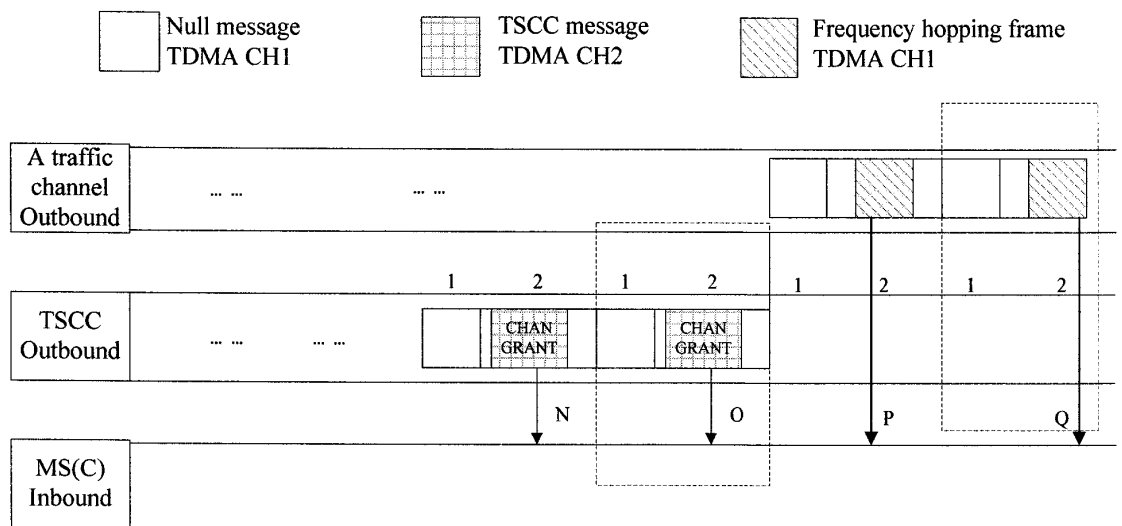 Null message
TDMA CH1
TSCC message
TDMA CH2
Frequency hopping frame
TDMA CH1
A traffic
channel
Outbound
... ...
... ...
1 2 1 2 1 2 1 2
TSCC
Outbound
... ...
... ...
CHAN
GRANT
CHAN
GRANT
N
O
P
Q
MS(C)
Inbound